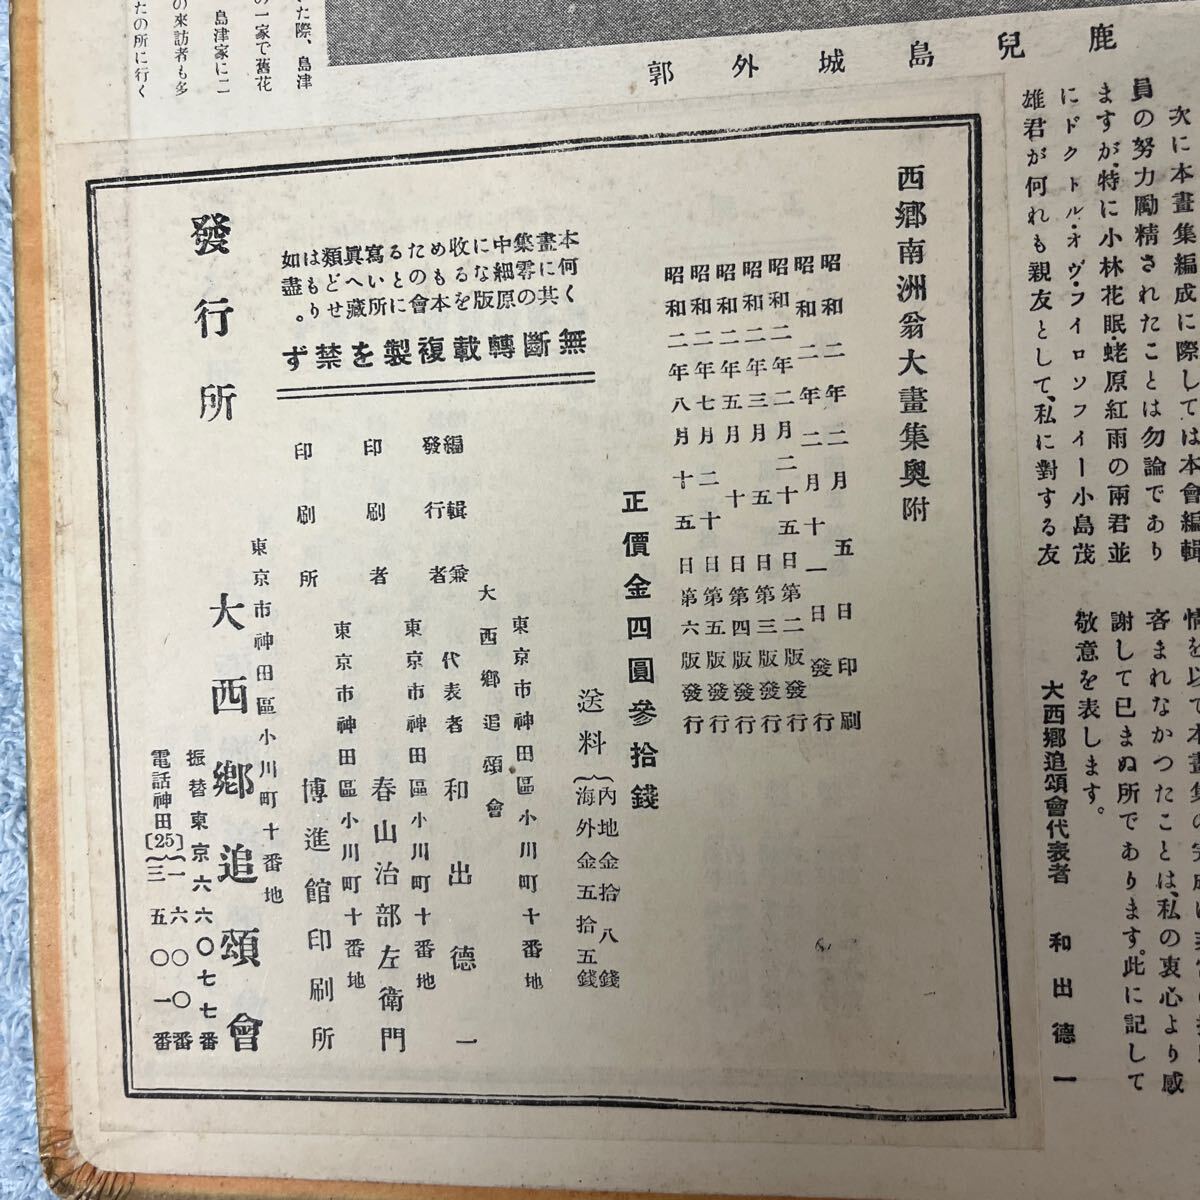 鹿兒島城外郭
次に本畫集編成に際しては本會編輯
員の努力勵精されたことは勿論であり
ますが、特に小林花眠、蛯原紅雨の兩君並
にドクトル・オヴ・フイロソフイー小島茂
雄君が何れも親友として、私に對する友
客まれなかつたことは、私の衷心より感
謝して已まぬ所であります。此に記して
敬意を表します。
大西郷追頌會代表者 和出德一
た際、島津
の一家で舊花
島津家に二
の來訪者も多
たの所に行く
西郷南洲翁大畫集奥附
昭和二年二月五日印刷
昭和二年二月十一日發行
昭和二年二月二十五日第二版發行
昭和二年三月五日第三版發行
昭和二年五月十日第四版發行
昭和二年七月二十日第五版發行
昭和二年八月十五日第六版發行
正價金四圓參拾錢
送料
内地金拾八錢
海外金五拾五錢
本何く
畫に其
集零の
中細原
にな版
收るを
めも本
たの會
ると に
寫い所
眞へ藏
類どせ
はもり
如盡。
無斷轉載複製を禁ず
東京市神田區小川町十番地
大西郷追頌會
編輯兼
發行者
代表者 和出德一
東京市神田區小川町十番地
印刷者 春山治部左衛門
東京市神田區小川町十番地
印刷所 博進館印刷所
東京市神田區小川町十番地
發行所 大西郷追頌會
振替東京六六〇七七番
電話神田[25]
一六〇〇番
三五〇一番